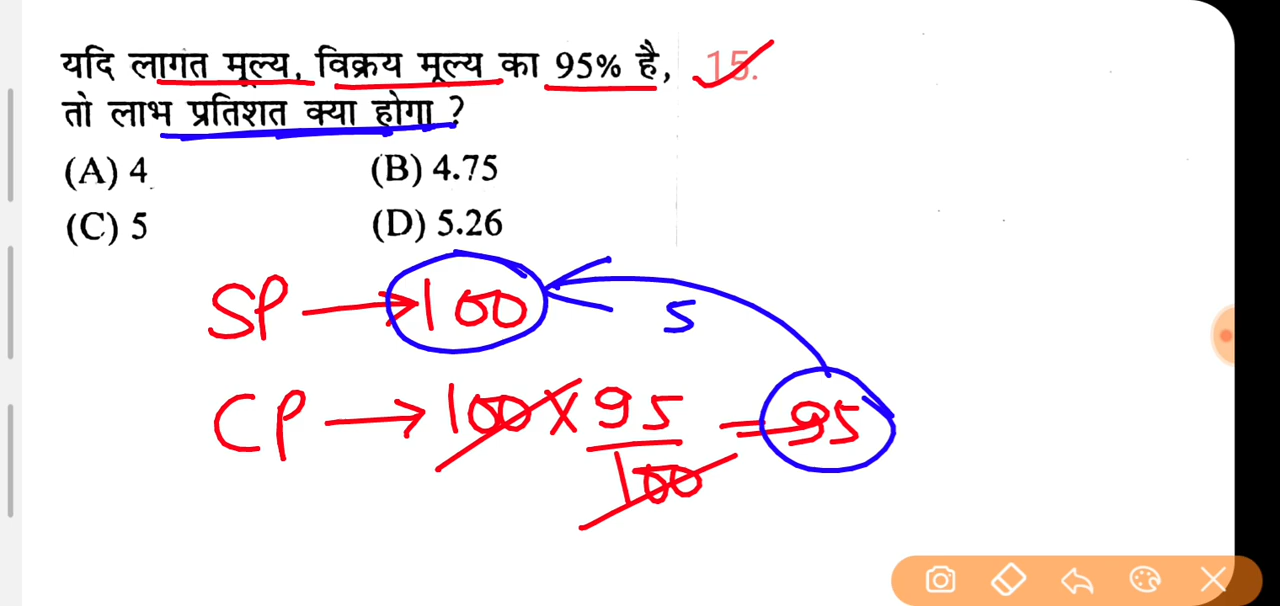 यदि लागत मूल्य, विक्रय मूल्य का 95% है, 15.
तो लाभ प्रतिशत क्या होगा ?
(A) 4 (B) 4.75
(C) 5 (D) 5.26
SP → 100 5
CP → 100 × 95 = 95
100